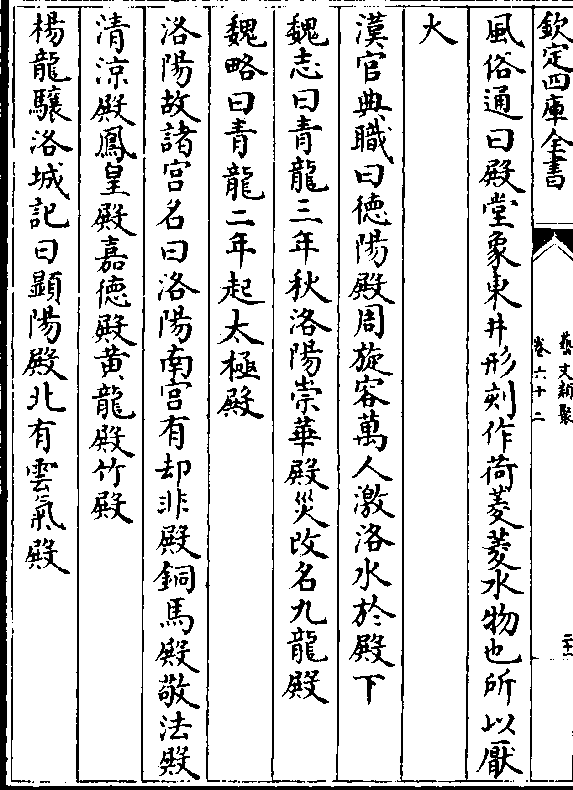 欽定四庫全書
藝文類聚
卷六十二
二十一
風俗通曰殿堂象東井形刻作荷菱菱水物也所以厭
火
漢官典職曰德陽殿周旋容萬人激洛水於殿下
魏志曰青龍三年秋洛陽崇華殿災改名九龍殿
魏略曰青龍二年起太極殿
洛陽故諸宮名曰洛陽南宮有却非殿銅馬殿敬法殿
清涼殿鳳皇殿嘉德殿黃龍殿竹殿
楊龍驤洛城記曰顯陽殿北有雲氣殿